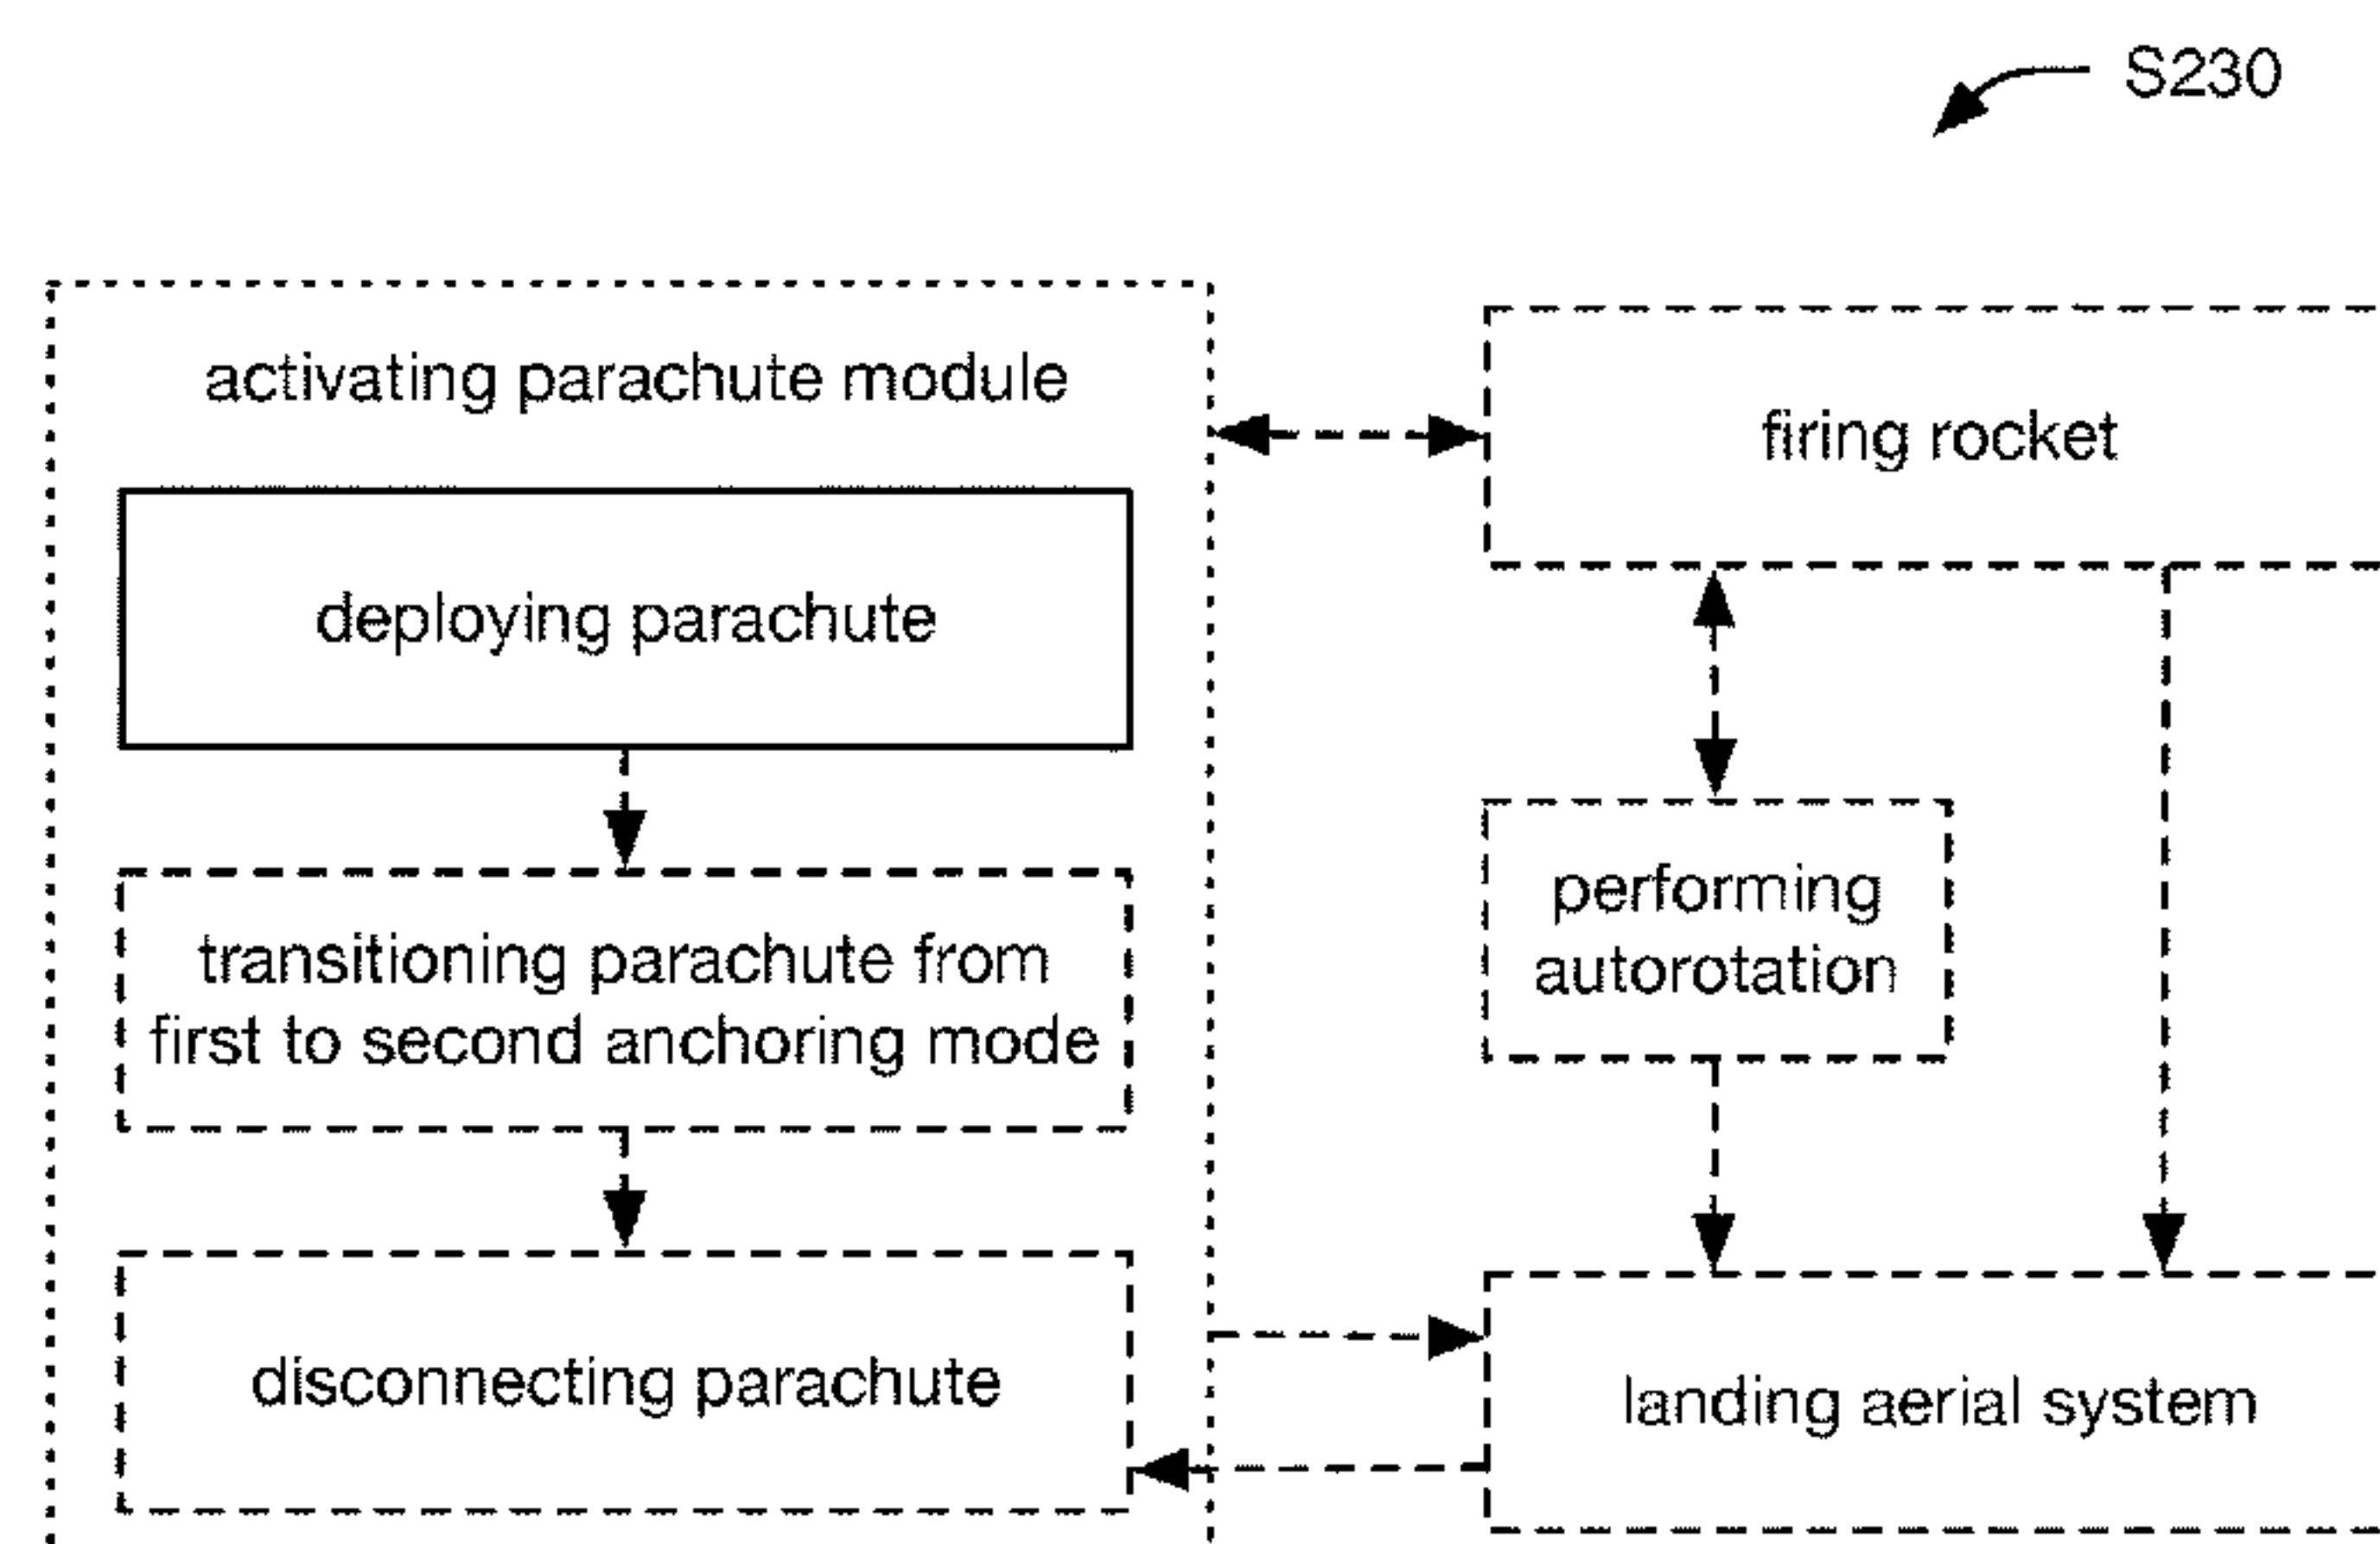 S230
activating parachute module
deploying parachute
transitioning parachute from
first to second anchoring mode
disconnecting parachute
firing rocket
performing
autorotation
landing aerial system